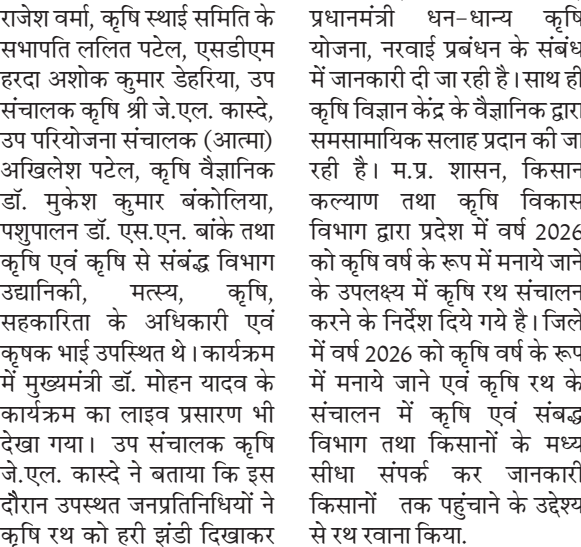 राजेश वर्मा, कृषि स्थाई समिति के
सभापति ललित पटेल, एसडीएम
हरदा अशोक कुमार डेहरिया, उप
संचालक कृषि श्री जे.एल. कास्दे,
उप परियोजना संचालक (आत्मा)
अखिलेश पटेल, कृषि वैज्ञानिक
डॉ. मुकेश कुमार बंकोलिया,
पशुपालन डॉ. एस.एन. बांके तथा
कृषि एवं कृषि से संबंद्ध विभाग
उद्यानिकी, मत्स्य, कृषि,
सहकारिता के अधिकारी एवं
कृषक भाई उपस्थित थे। कार्यक्रम
में मुख्यमंत्री डॉ. मोहन यादव के
कार्यक्रम का लाइव प्रसारण भी
देखा गया। उप संचालक कृषि
जे.एल. कास्दे ने बताया कि इस
दौरान उपस्थत जनप्रतिनिधियों ने
कृषि रथ को हरी झंडी दिखाकर
प्रधानमंत्री धन-धान्य कृषि
योजना, नरवाई प्रबंधन के संबंध
में जानकारी दी जा रही है। साथ ही
कृषि विज्ञान केंद्र के वैज्ञानिक द्वारा
समसामायिक सलाह प्रदान की जा
रही है। म.प्र. शासन, किसान
कल्याण तथा कृषि विकास
विभाग द्वारा प्रदेश में वर्ष 2026
को कृषि वर्ष के रूप में मनाये जाने
के उपलक्ष्य में कृषि रथ संचालन
करने के निर्देश दिये गये है। जिले
में वर्ष 2026 को कृषि वर्ष के रूप
में मनाये जाने एवं कृषि रथ के
संचालन में कृषि एवं संबद्ध
विभाग तथा किसानों के मध्य
सीधा संपर्क कर जानकारी
किसानों तक पहुंचाने के उद्देश्य
से रथ रवाना किया.